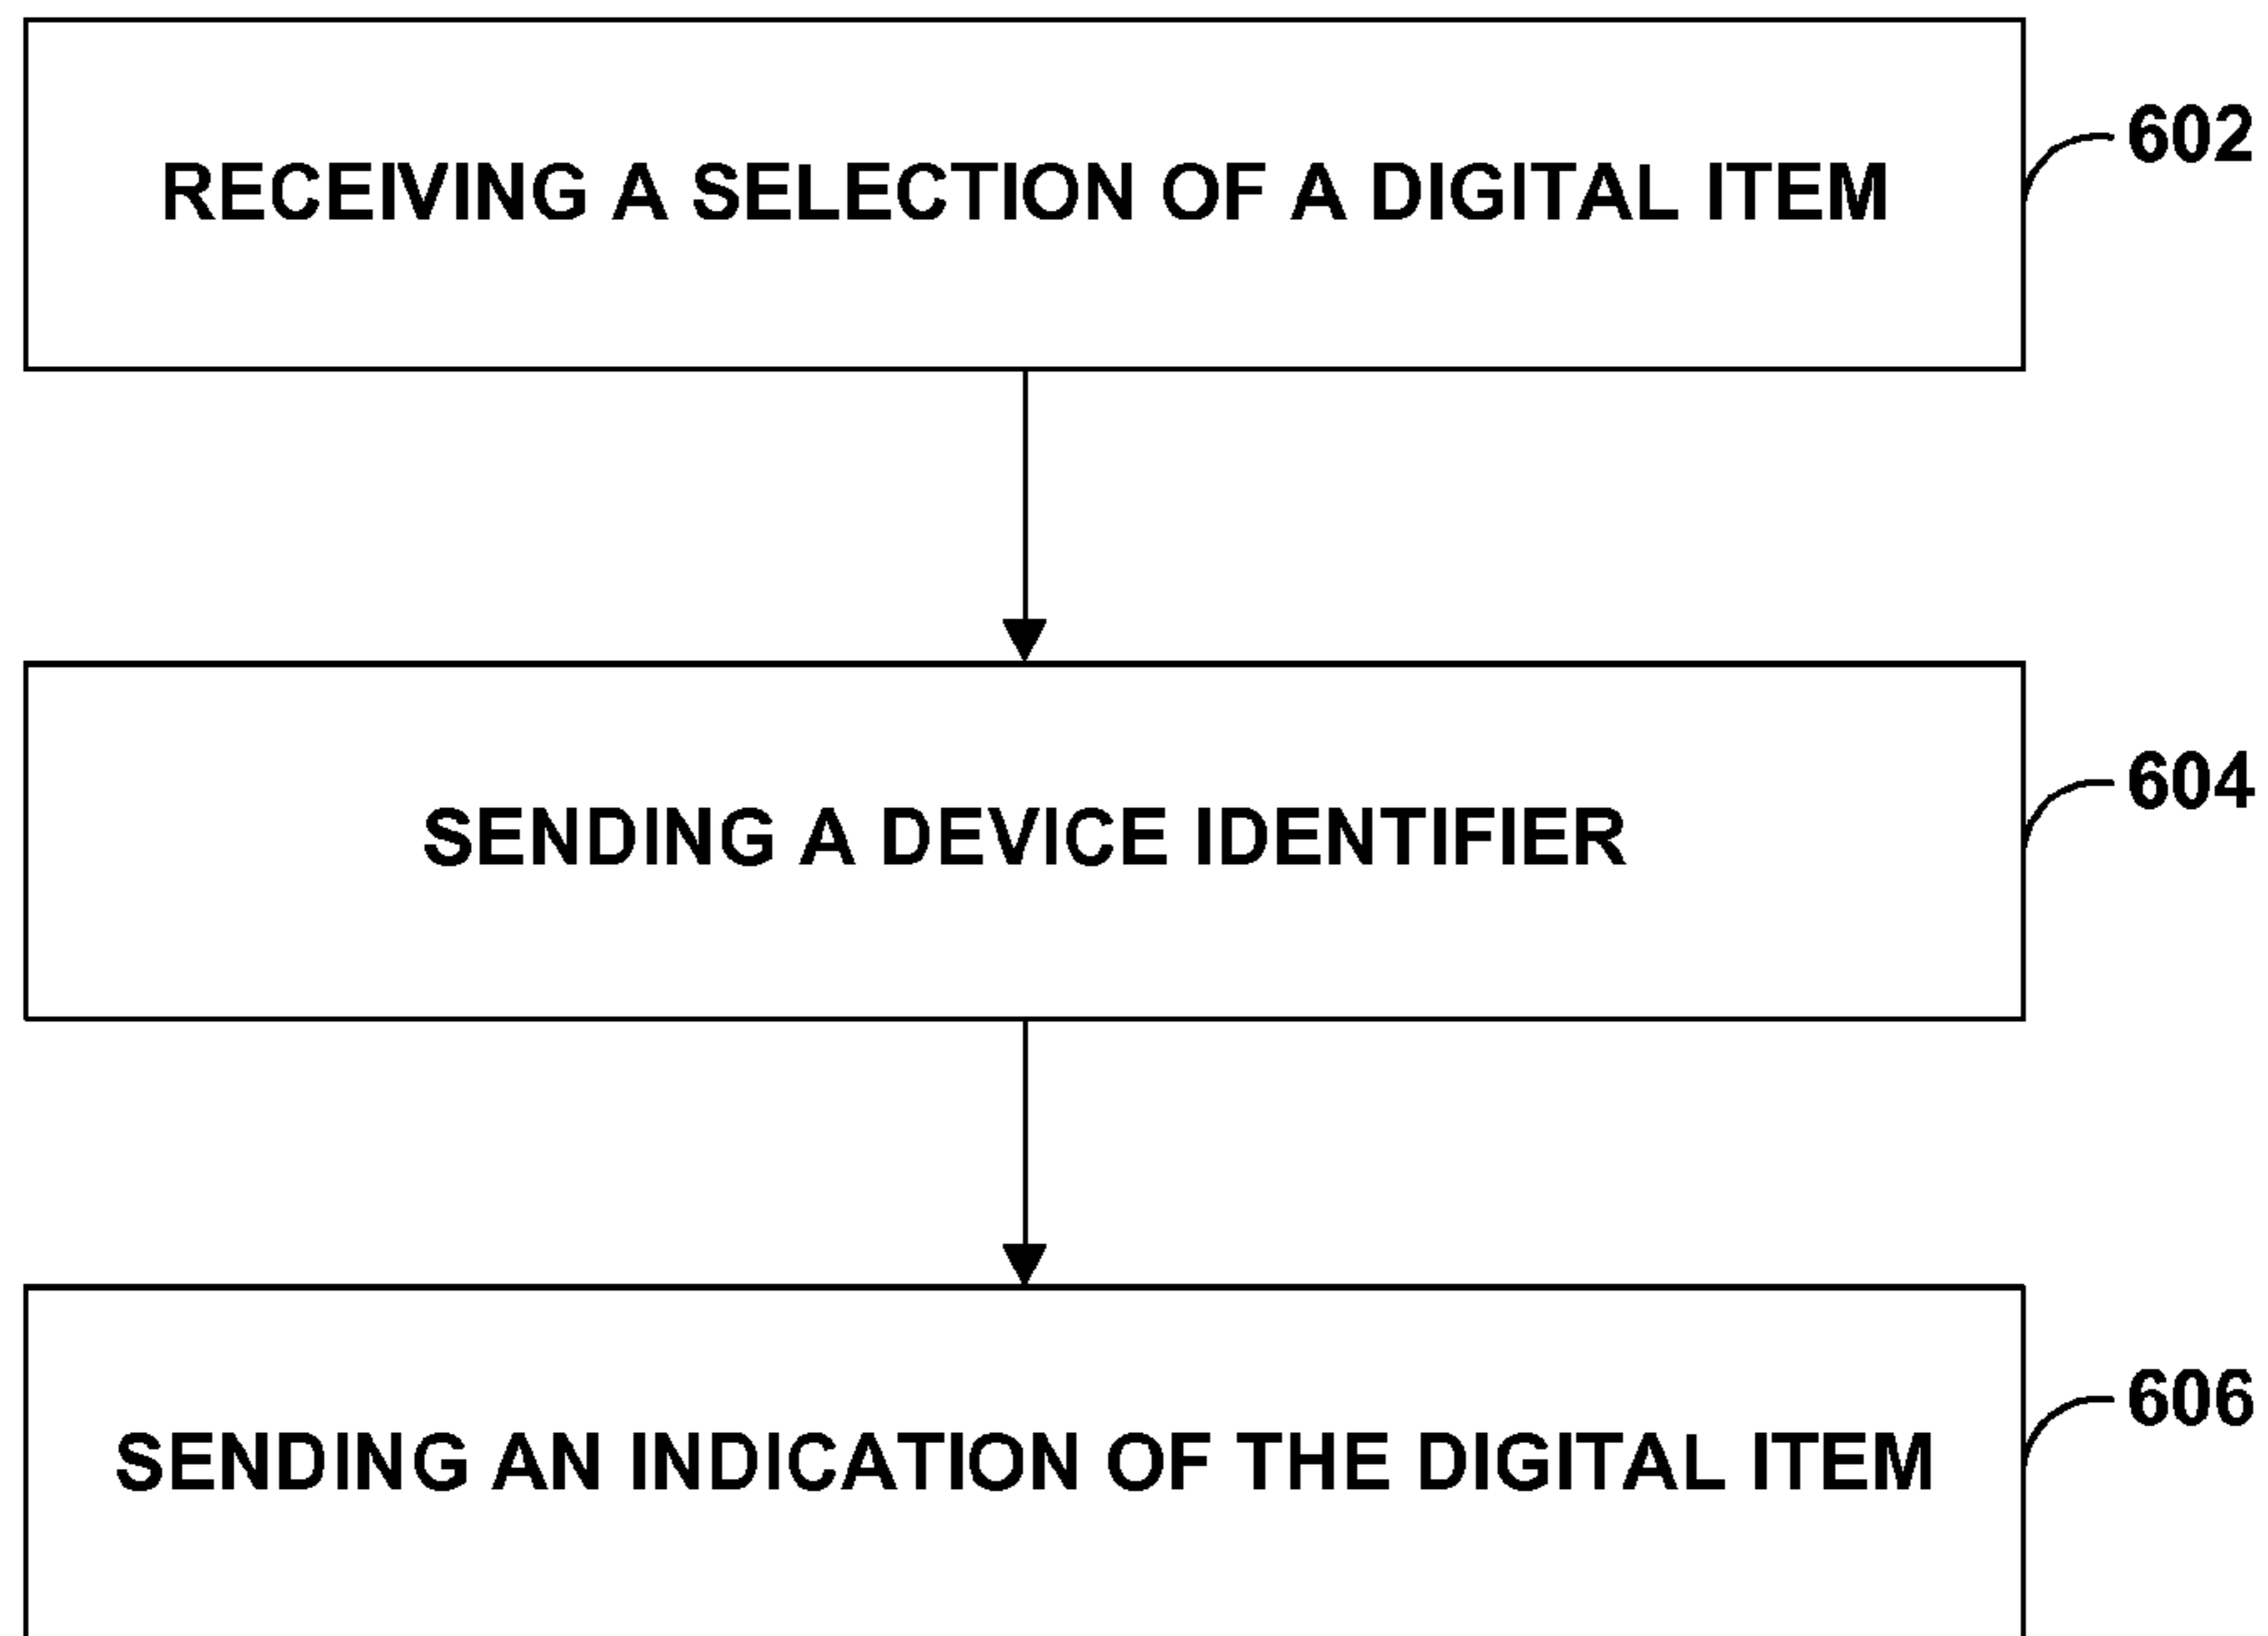 RECEIVING A SELECTION OF A DIGITAL ITEM
602
SENDING A DEVICE IDENTIFIER
604
SENDING AN INDICATION OF THE DIGITAL ITEM
606